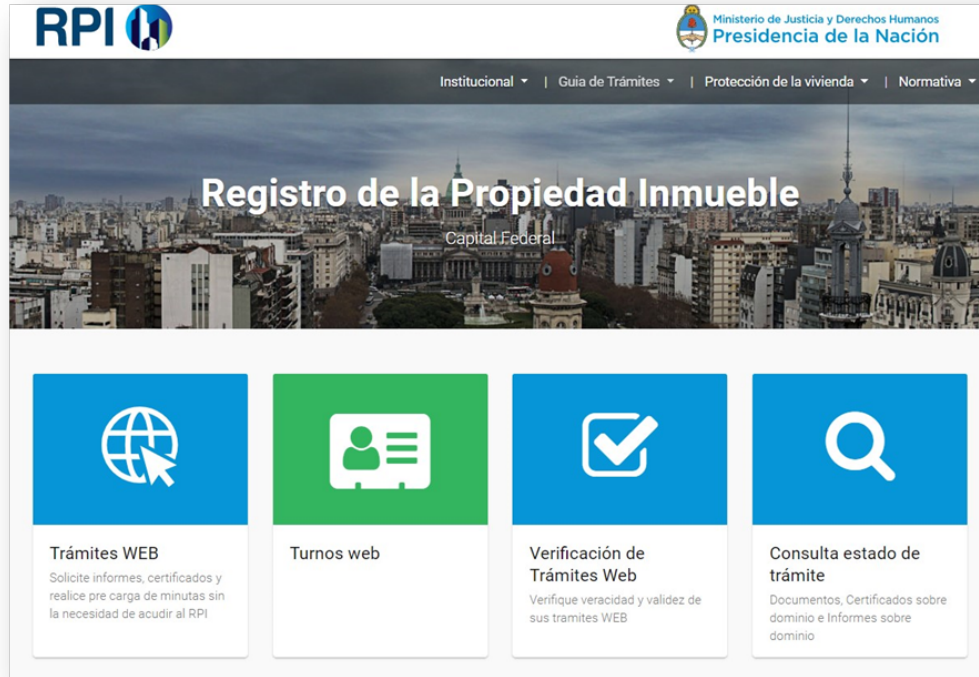 RPI
Ministerio de Justicia y Derechos Humanos
Presidencia de la Nación
Institucional | Guia de Trámites | Protección de la vivienda | Normativa
Registro de la Propiedad Inmueble
Capital Federal
Trámites WEB
Solicite informes, certificados y
realice pre carga de minutas sin
la necesidad de acudir al RPI
Turnos web
Verificación de
Trámites Web
Verifique veracidad y validez de
sus tramites WEB
Consulta estado de
trámite
Documentos, Certificados sobre
dominio e Informes sobre
dominio